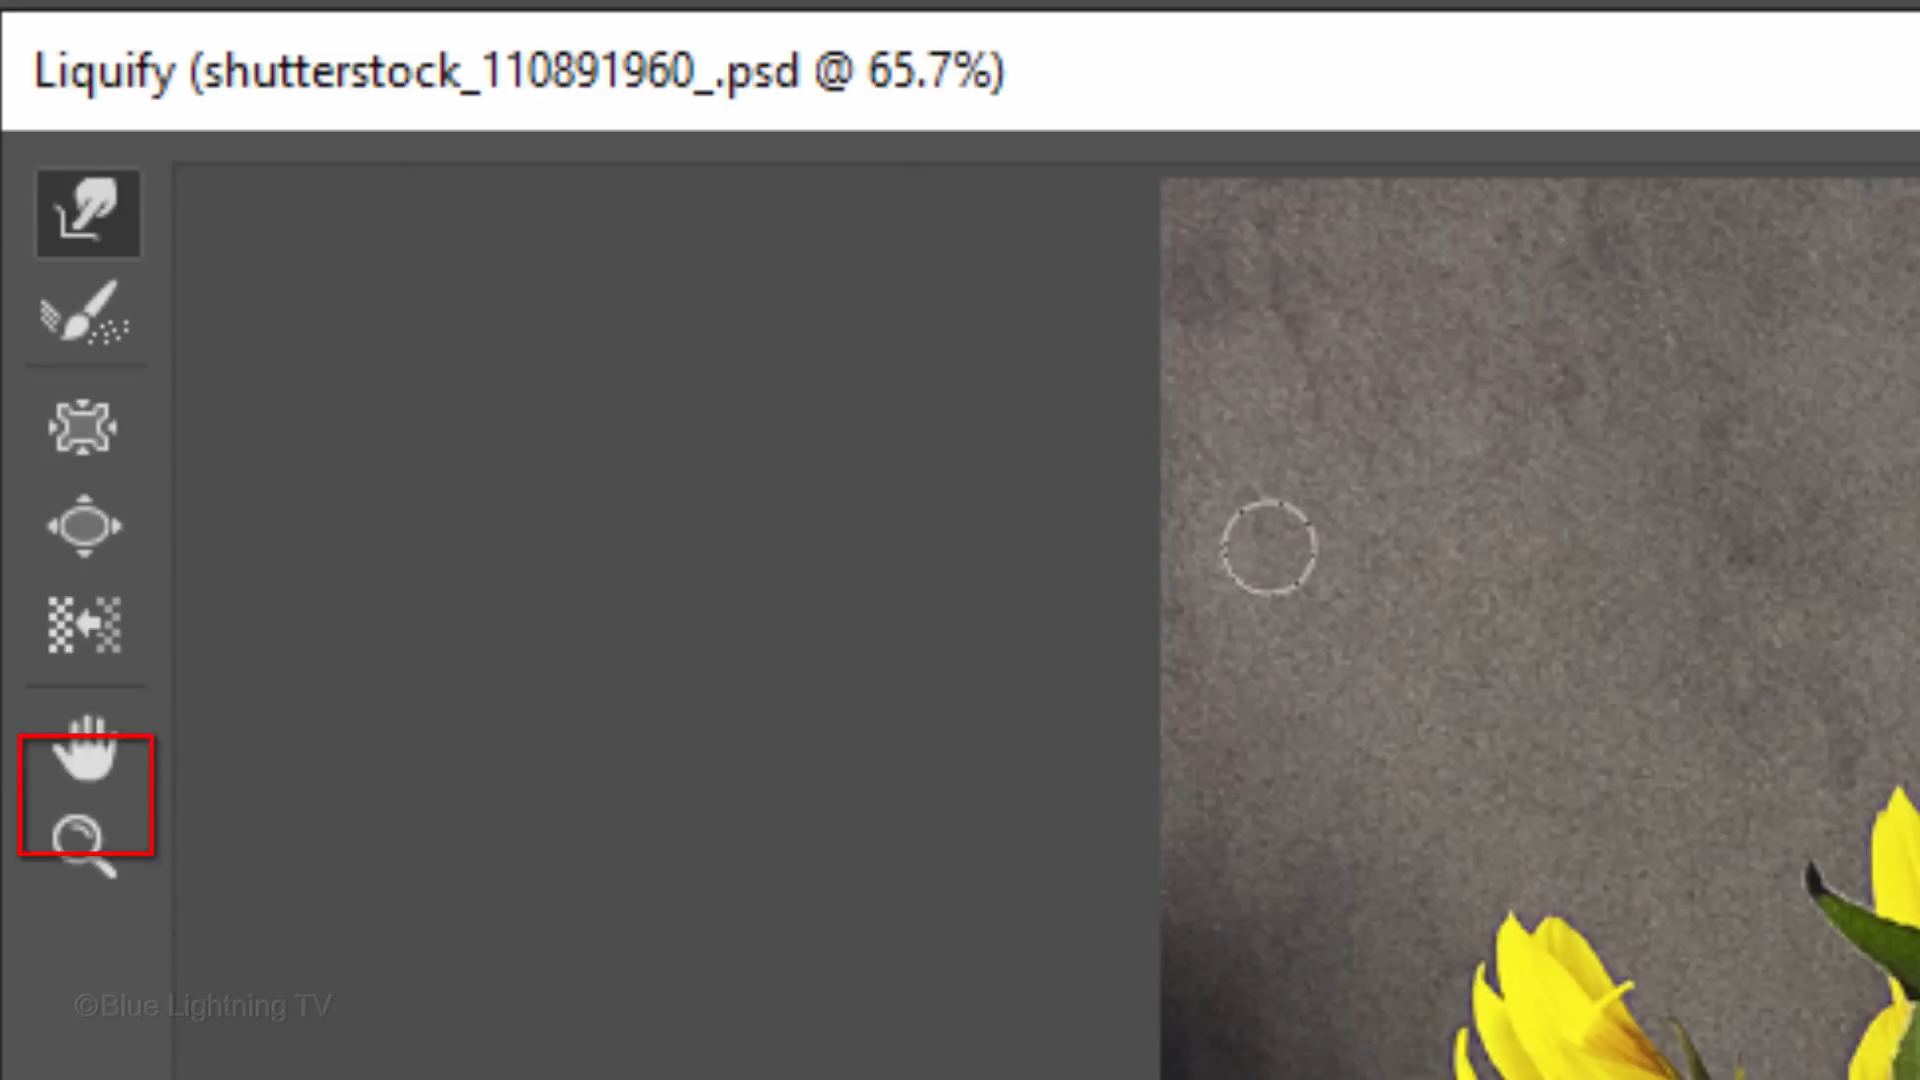 Liquify (shutterstock_110891960_.psd @ 65.7%)
©Blue Lightning TV